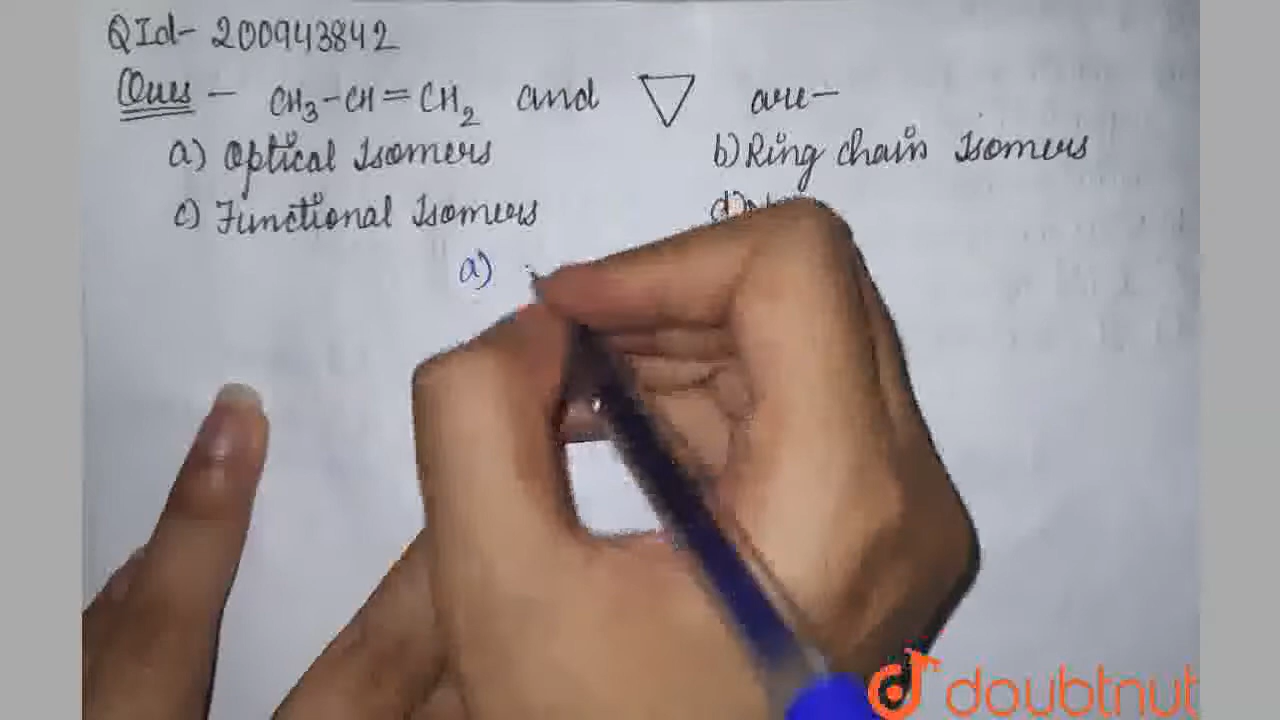 QId- 200943842
Ques - CH3-CH=CH2 and ▽ are-
a) Optical Isomers b) Ring chain Isomers
c) Functional Isomers d)
a)
doubtnut